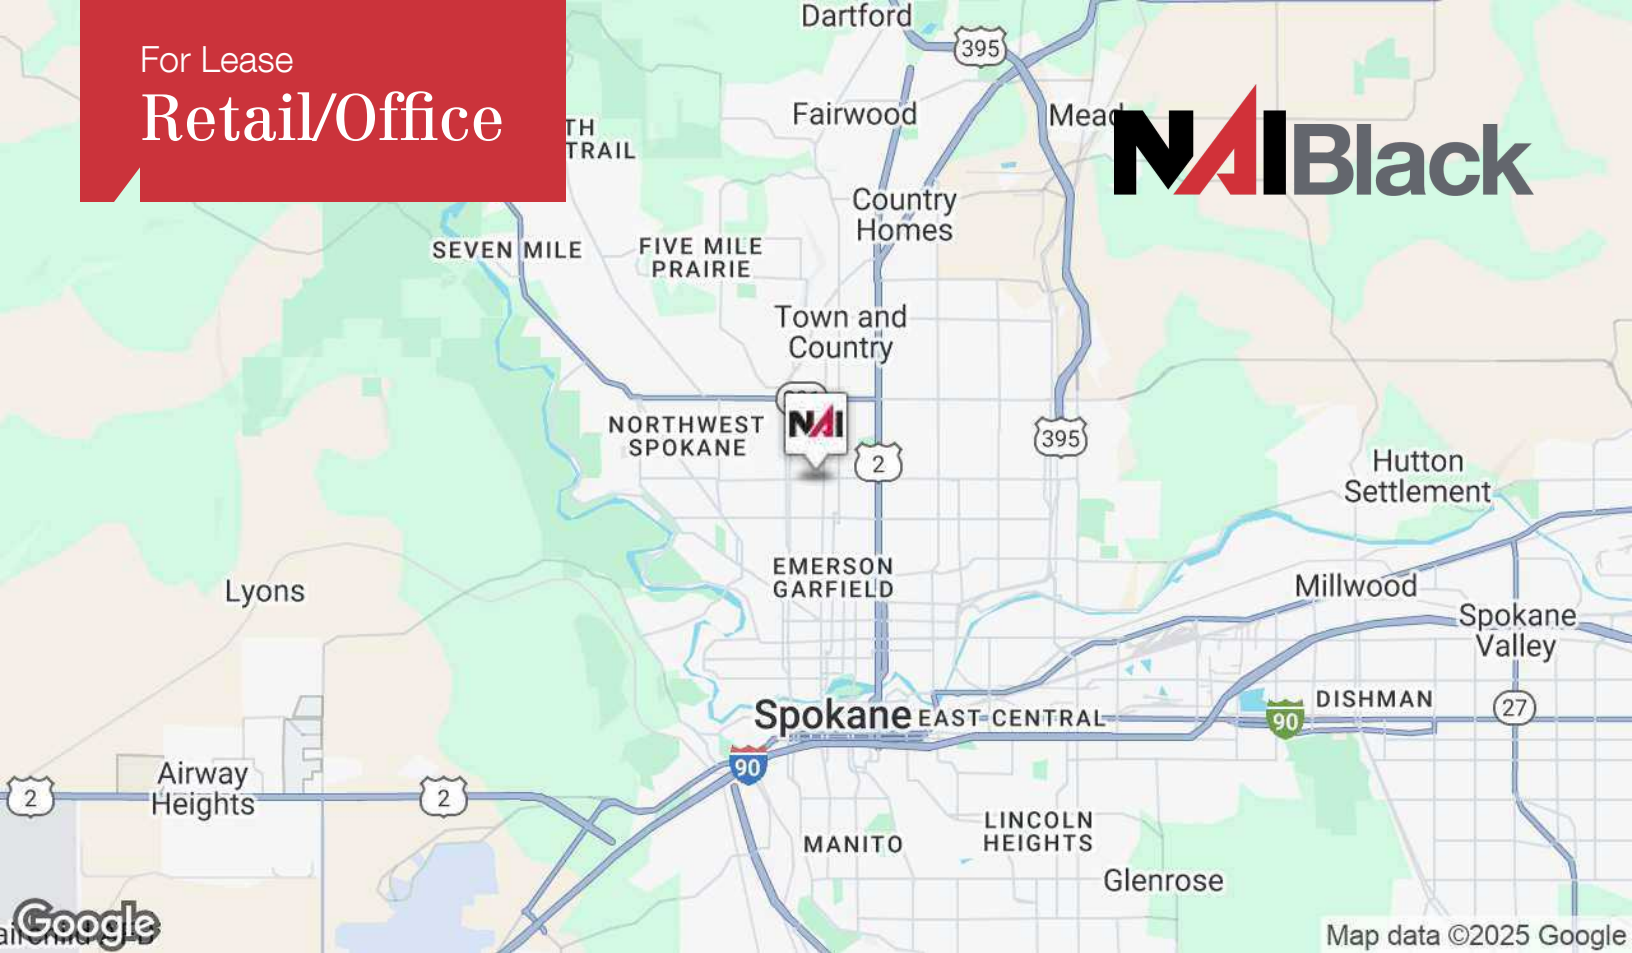 For Lease
Retail/Office
NAIBlack
Dartford
395
Fairwood
Mead
TH
TRAIL
Country
Homes
SEVEN MILE
FIVE MILE
PRAIRIE
Town and
Country
NAI
NORTHWEST
SPOKANE
2
395
Hutton
Settlement
EMERSON
GARFIELD
Lyons
Millwood
Spokane
Valley
Spokane
EAST CENTRAL
DISHMAN
90
27
90
Airway
Heights
2
2
MANITO
LINCOLN
HEIGHTS
Glenrose
Google
Map data ©2025 Google